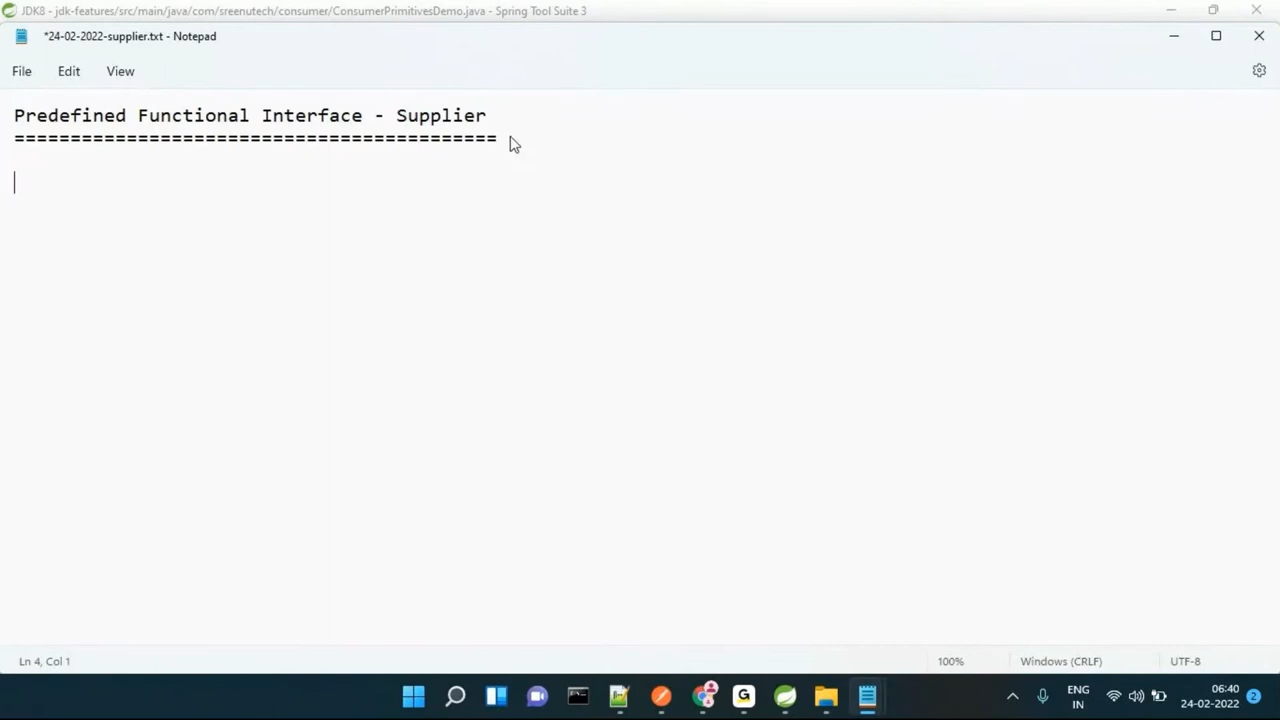 JDK8 - jdk-features/src/main/java/com/sreenutech/consumer/ConsumerPrimitivesDemo.java - Spring Tool Suite 3
*24-02-2022-supplier.txt - Notepad
File Edit View
Predefined Functional Interface - Supplier
===========================================
Ln 4, Col 1 100% Windows (CRLF) UTF-8
G
ENG
IN
06:40
24-02-2022
2